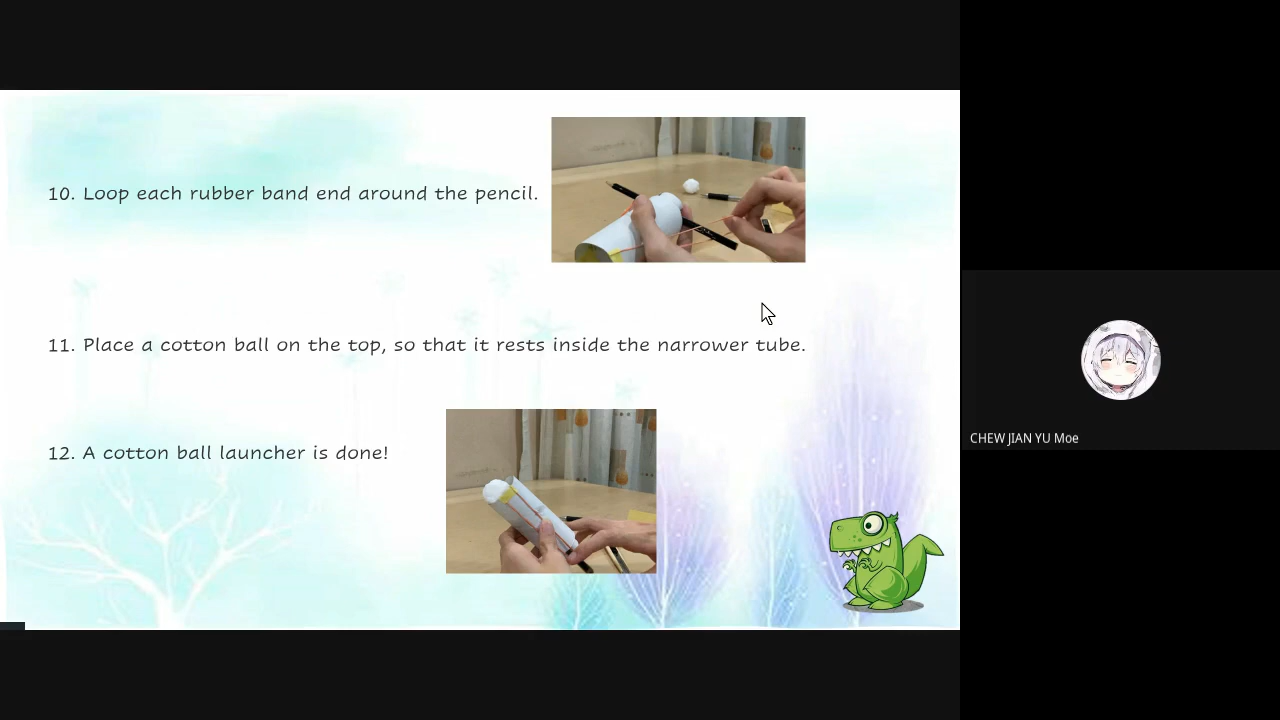 10. Loop each rubber band end around the pencil.
11. Place a cotton ball on the top, so that it rests inside the narrower tube.
12. A cotton ball launcher is done!
CHEW JIAN YU Moe